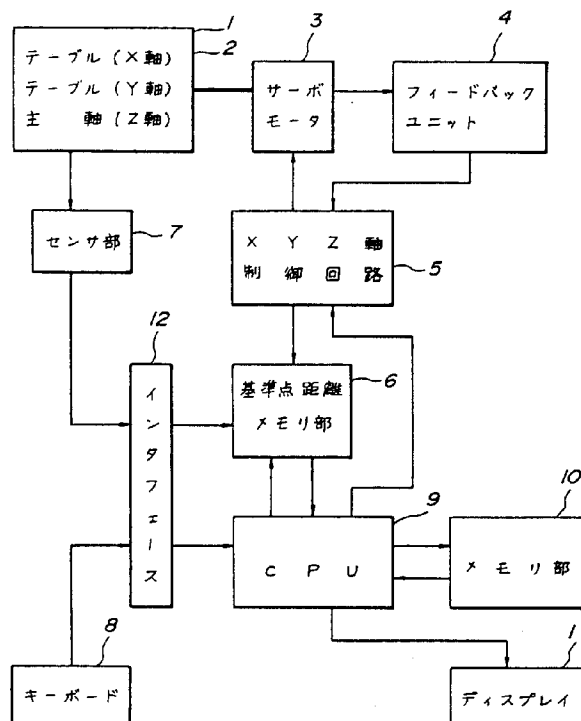 1
2
3
4
テーブル (X軸)
テーブル (Y軸)
主 軸 (Z軸)
サーボ
モータ
フィードバック
ユニット
センサ部
7
X Y Z 軸
制 御 回 路
5
12
インタフェース
基準点距離
メモリ部
6
9
10
C P U
メモリ部
8
キーボード
1
ディスプレイ